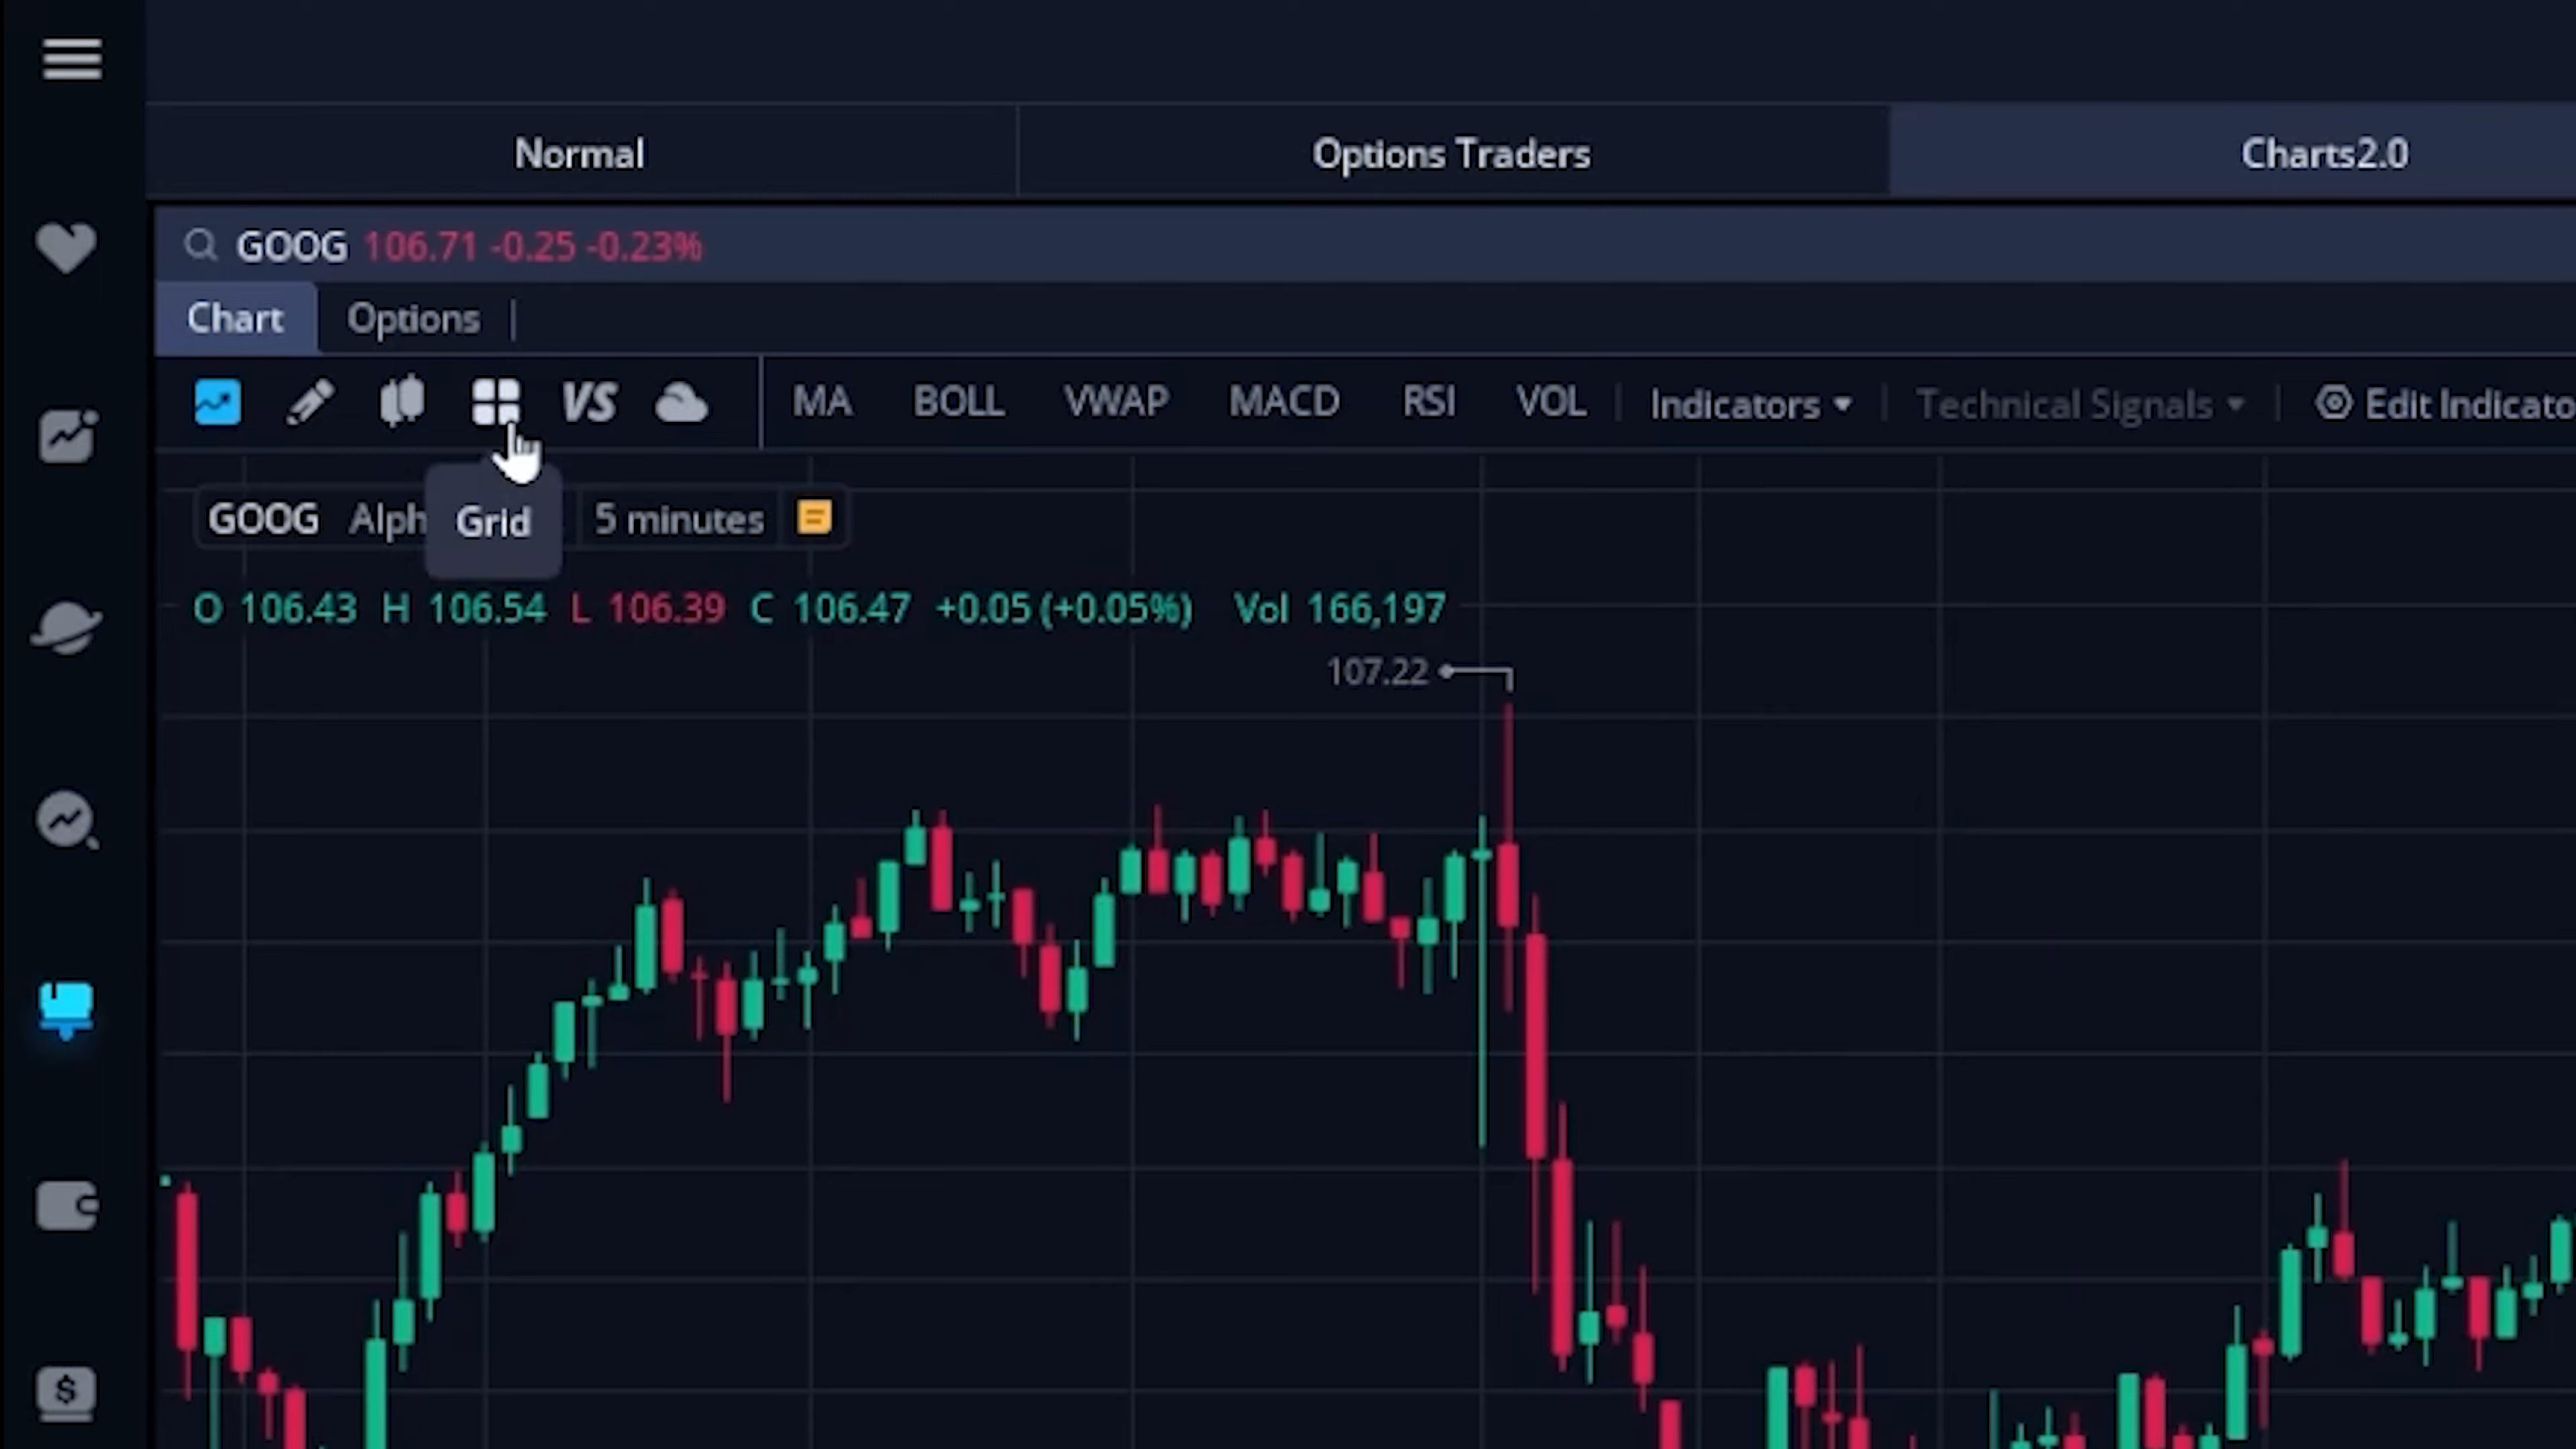 Normal Options Traders Charts2.0
GOOG 106.71 -0.25 -0.23%
Chart Options
VS MA BOLL VWAP MACD RSI VOL Indicators Technical Signals Edit Indicato
GOOG Alph Grid 5 minutes
O 106.43 H 106.54 L 106.39 C 106.47 +0.05 (+0.05%) Vol 166,197
107.22
$